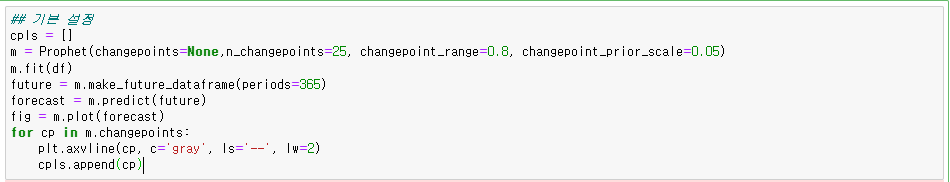 ## 기본 설정
cpls = []
m = Prophet(changepoints=None,n_changepoints=25, changepoint_range=0.8, changepoint_prior_scale=0.05)
m.fit(df)
future = m.make_future_dataframe(periods=365)
forecast = m.predict(future)
fig = m.plot(forecast)
for cp in m.changepoints:
    plt.axvline(cp, c='gray', ls='--', lw=2)
    cpls.append(cp)